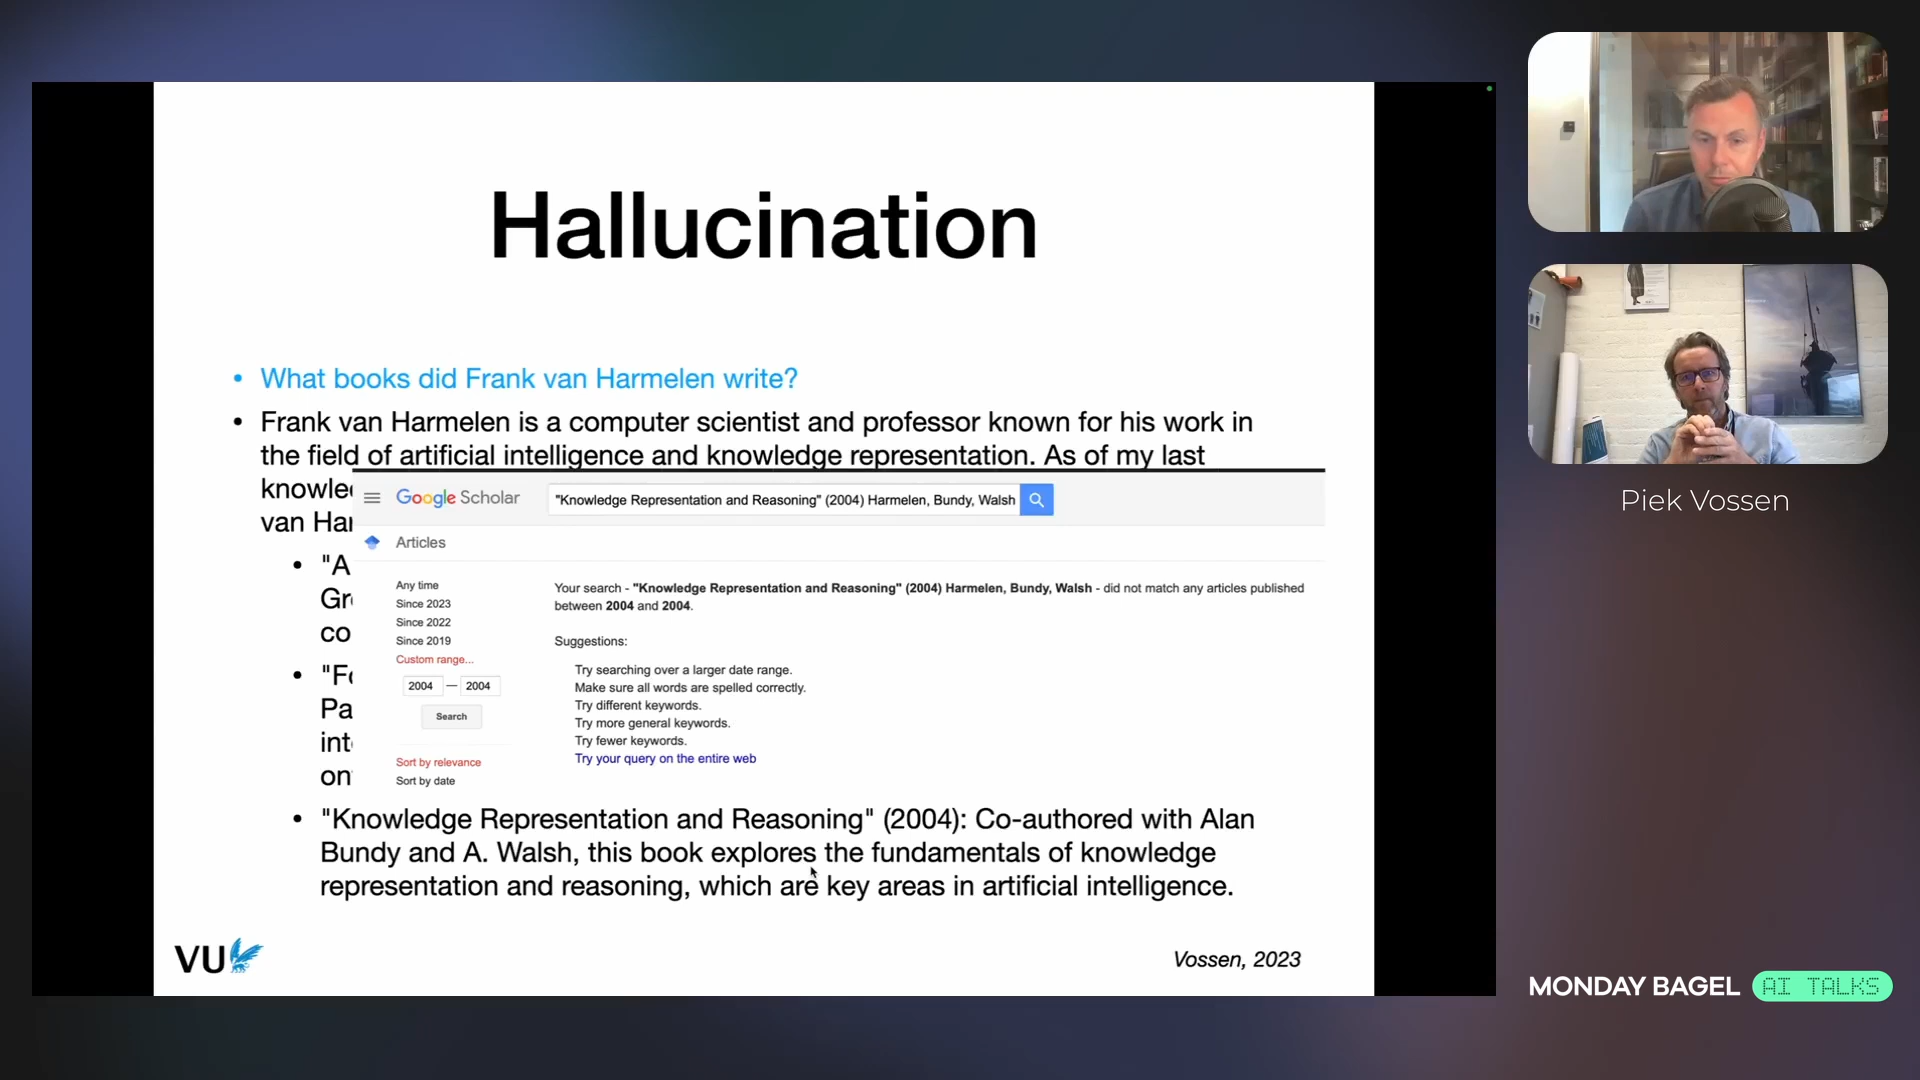 Hallucination
• What books did Frank van Harmelen write?
• Frank van Harmelen is a computer scientist and professor known for his work in
the field of artificial intelligence and knowledge representation. As of my last
van Har
Google Scholar
"Knowledge Representation and Reasoning" (2004) Harmelen, Bundy, Walsh
Articles
Any time
Since 2023
Since 2022
Since 2019
Custom range...
2004 — 2004
Search
Sort by relevance
Sort by date
Your search - "Knowledge Representation and Reasoning" (2004) Harmelen, Bundy, Walsh - did not match any articles published
between 2004 and 2004.
Suggestions:
Try searching over a larger date range.
Make sure all words are spelled correctly.
Try different keywords.
Try more general keywords.
Try fewer keywords.
Try your query on the entire web
• "A
co
Pa
• "Knowledge Representation and Reasoning" (2004): Co-authored with Alan
Bundy and A. Walsh, this book explores the fundamentals of knowledge
representation and reasoning, which are key areas in artificial intelligence.
VU
Vossen, 2023
Piek Vossen
MONDAY BAGEL AI TALKS